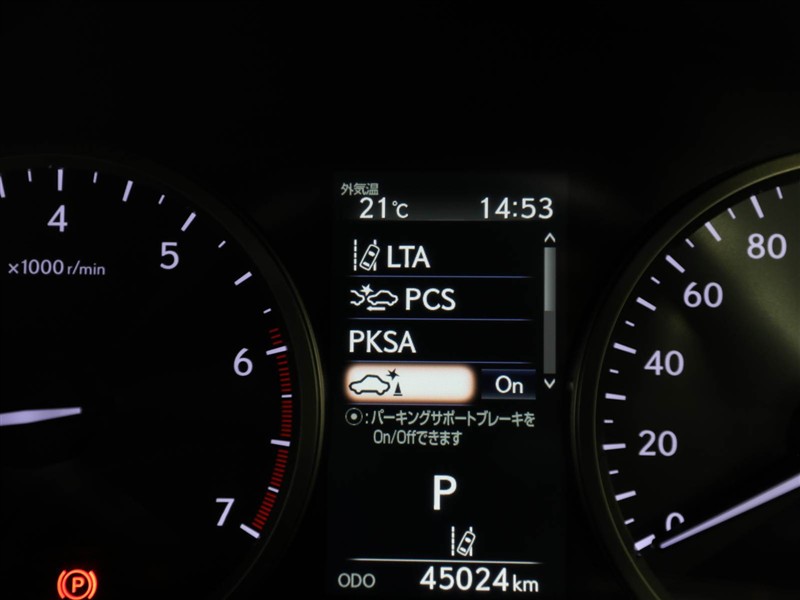 4
5
×1000 r/min
6
7
(P)
外気温
21℃ 14:53
LTA
PCS
PKSA
On
⦿:パーキングサポートブレーキを
On/Offできます
P
ODO 45024 km
80
60
40
20
0